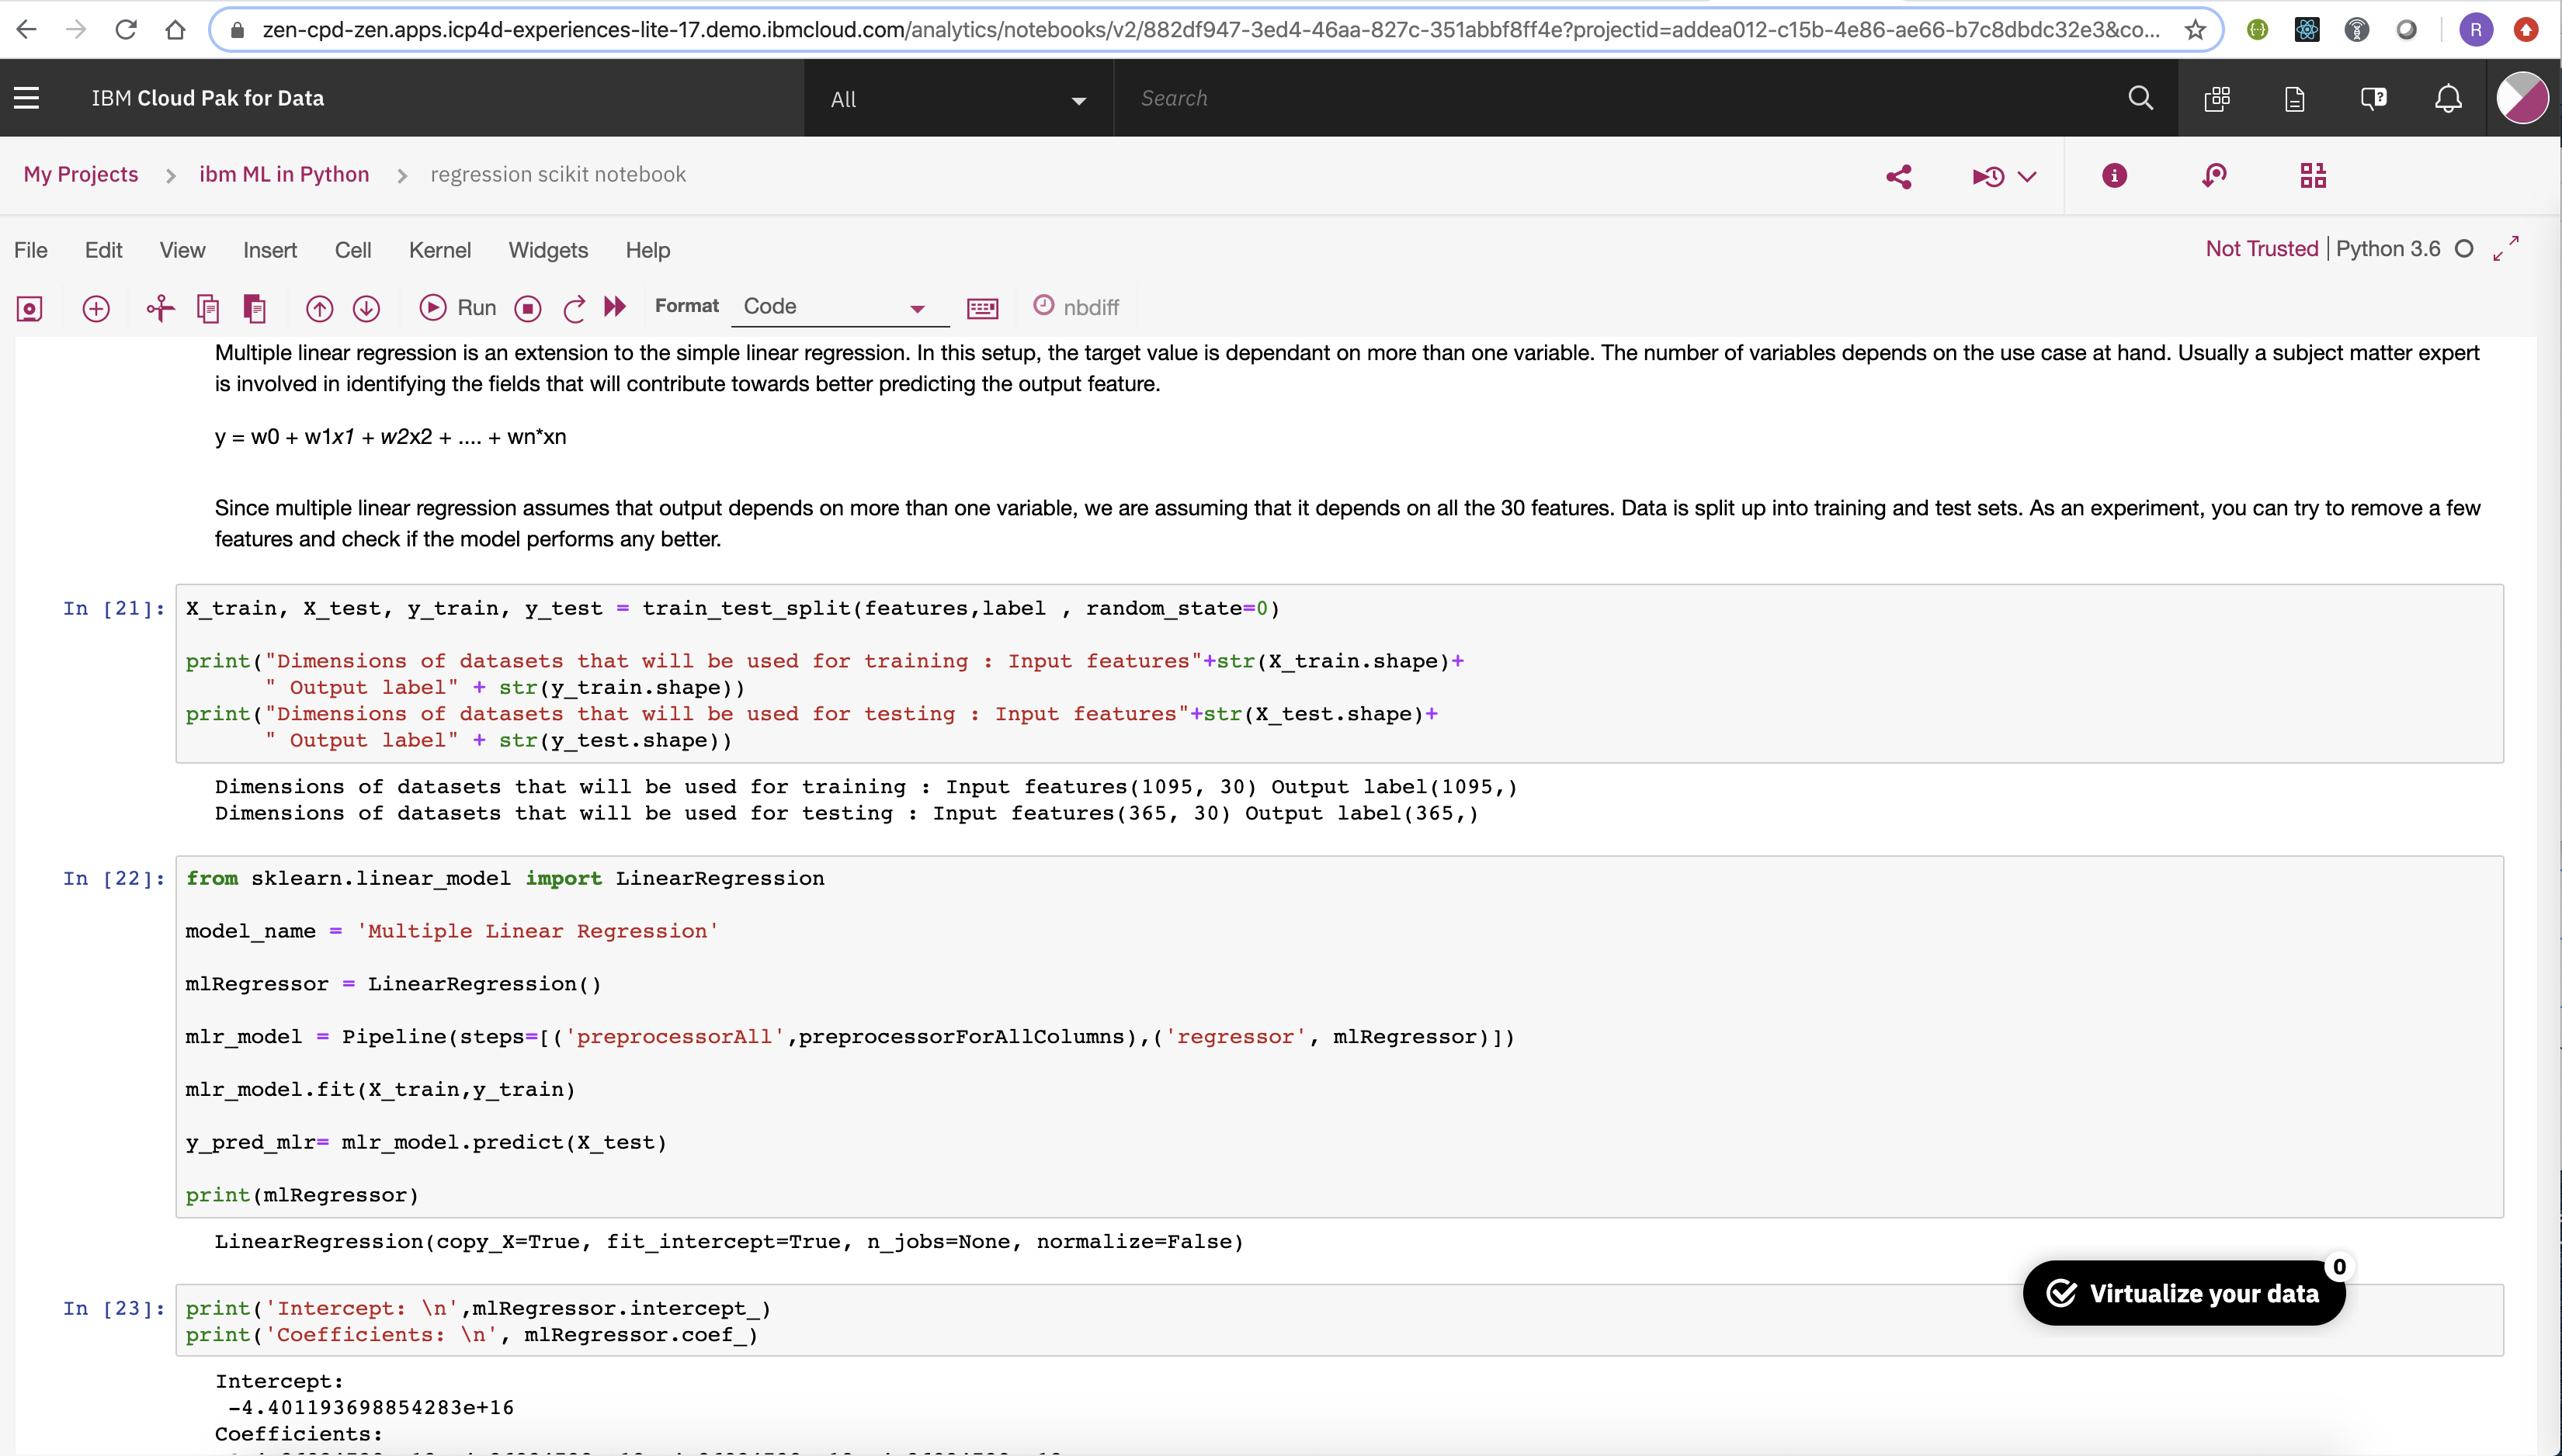 zen-cpd-zen.apps.icp4d-experiences-lite-17.demo.ibmcloud.com/analytics/notebooks/v2/882df947-3ed4-46aa-827c-351abbf8ff4e?projectid=addea012-c15b-4e86-ae66-b7c8dbdc32e3&co...
R
IBM Cloud Pak for Data
All
Search
My Projects > ibm ML in Python > regression scikit notebook
File Edit View Insert Cell Kernel Widgets Help
Not Trusted | Python 3.6
Run Format Code nbdiff
Multiple linear regression is an extension to the simple linear regression. In this setup, the target value is dependant on more than one variable. The number of variables depends on the use case at hand. Usually a subject matter expert
is involved in identifying the fields that will contribute towards better predicting the output feature.
y = w0 + w1x1 + w2x2 + .... + wn*xn
Since multiple linear regression assumes that output depends on more than one variable, we are assuming that it depends on all the 30 features. Data is split up into training and test sets. As an experiment, you can try to remove a few
features and check if the model performs any better.
In [21]: X_train, X_test, y_train, y_test = train_test_split(features,label , random_state=0)
print("Dimensions of datasets that will be used for training : Input features"+str(X_train.shape)+
" Output label" + str(y_train.shape))
print("Dimensions of datasets that will be used for testing : Input features"+str(X_test.shape)+
" Output label" + str(y_test.shape))
Dimensions of datasets that will be used for training : Input features(1095, 30) Output label(1095,)
Dimensions of datasets that will be used for testing : Input features(365, 30) Output label(365,)
In [22]: from sklearn.linear_model import LinearRegression
model_name = 'Multiple Linear Regression'
mlRegressor = LinearRegression()
mlr_model = Pipeline(steps=[('preprocessorAll',preprocessorForAllColumns),('regressor', mlRegressor)])
mlr_model.fit(X_train,y_train)
y_pred_mlr= mlr_model.predict(X_test)
print(mlRegressor)
LinearRegression(copy_X=True, fit_intercept=True, n_jobs=None, normalize=False)
0
Virtualize your data
In [23]: print('Intercept: \n',mlRegressor.intercept_)
print('Coefficients: \n', mlRegressor.coef_)
Intercept:
-4.401193698854283e+16
Coefficients: